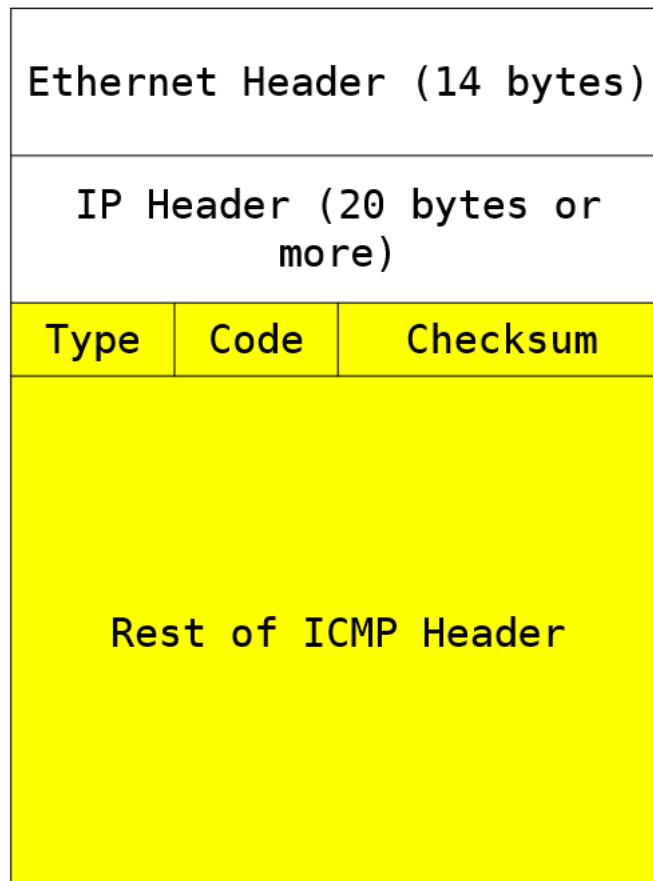 Ethernet Header (14 bytes)
IP Header (20 bytes or
more)
Type Code Checksum
Rest of ICMP Header